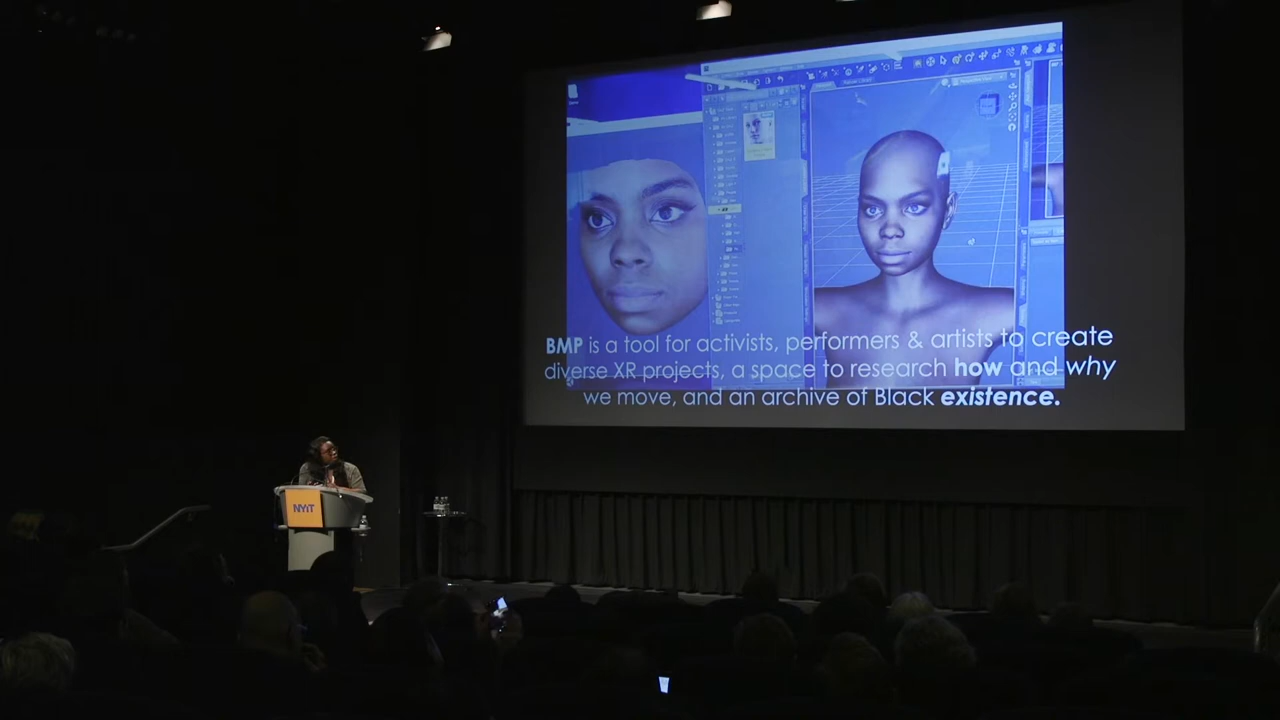 BMP is a tool for activists, performers & artists to create
diverse XR projects, a space to research how and why
we move, and an archive of Black existence.
NYiT